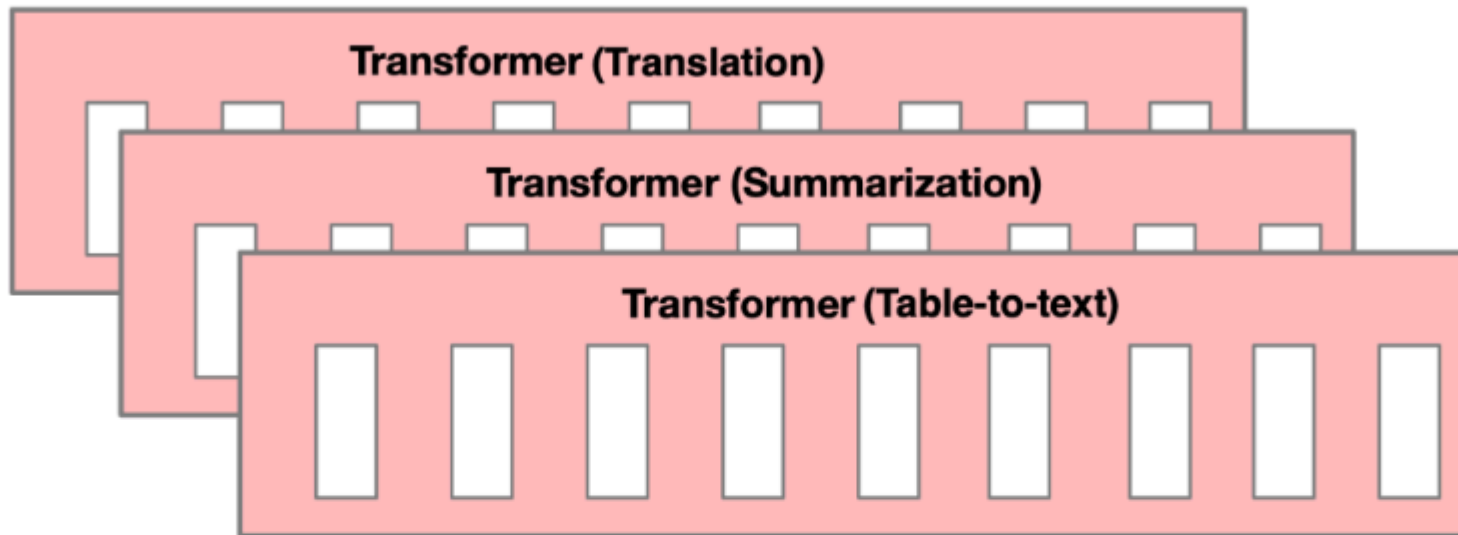 Transformer (Translation)
Transformer (Summarization)
Transformer (Table-to-text)